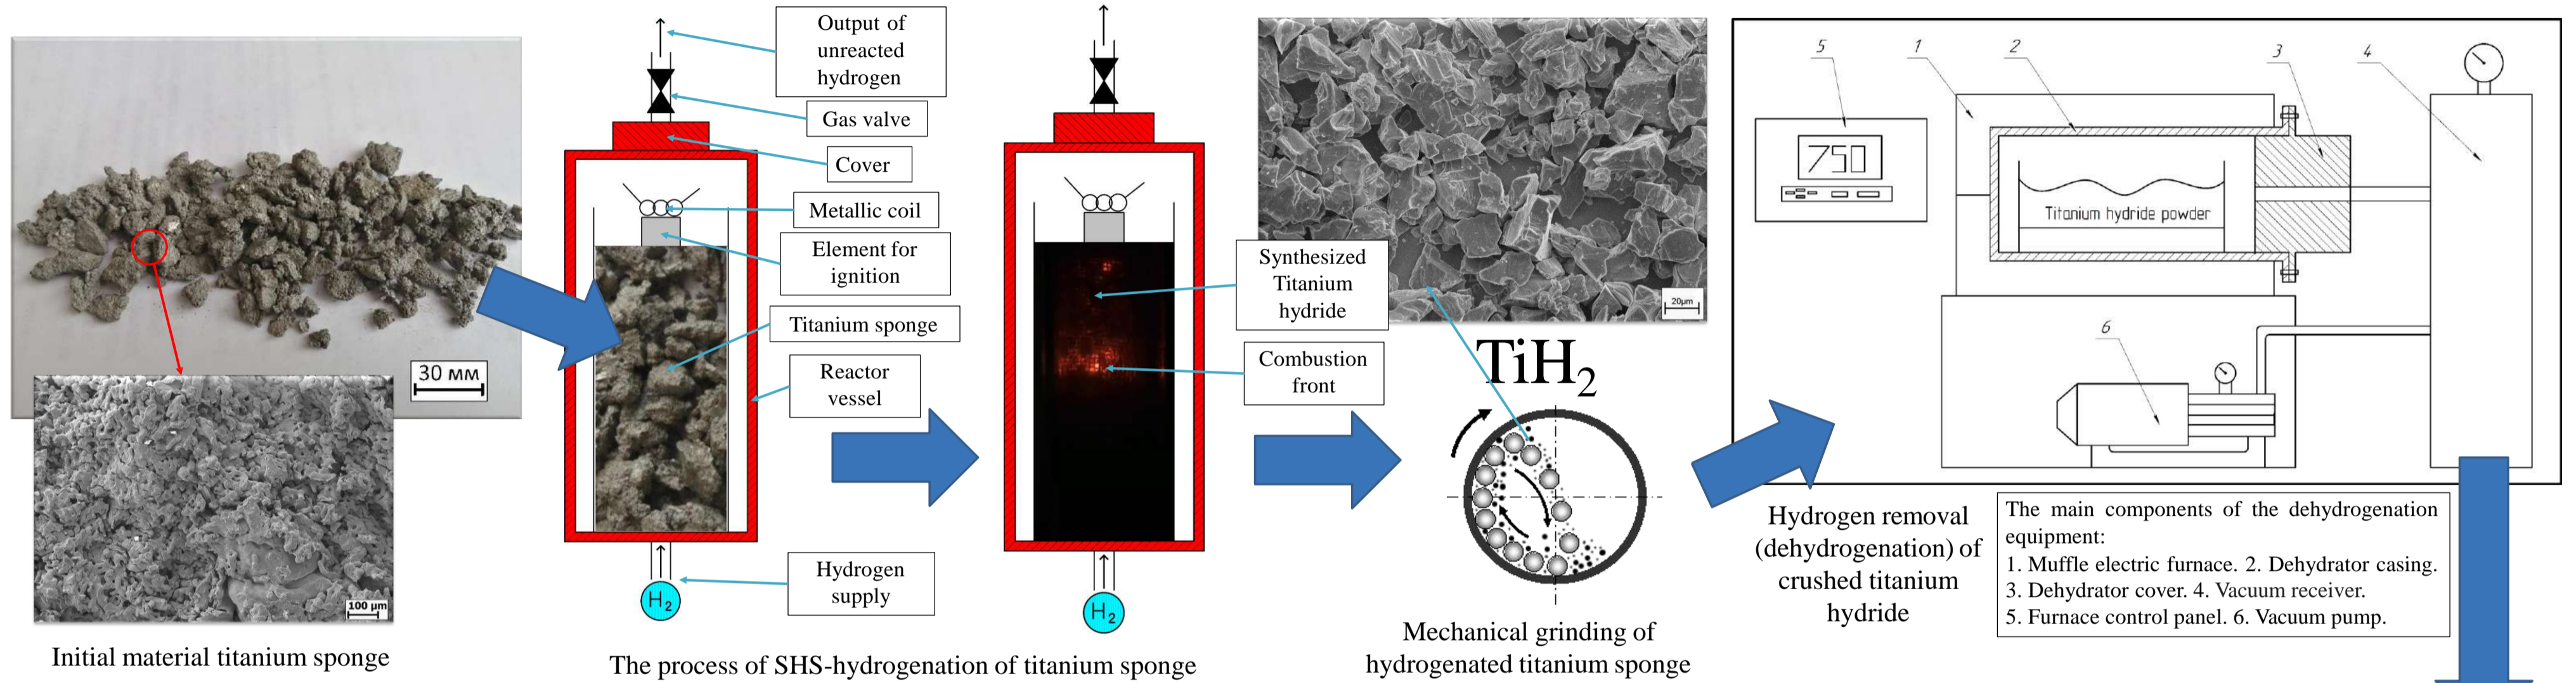 30 мм
100 µm
Initial material titanium sponge
Output of
unreacted
hydrogen
Gas valve
Cover
Metallic coil
Element for
ignition
Titanium sponge
Reactor
vessel
Hydrogen
supply
H2
H2
The process of SHS-hydrogenation of titanium sponge
Synthesized
Titanium
hydride
Combustion
front
20µm
TiH2
Mechanical grinding of
hydrogenated titanium sponge
5
1
2
3
4
750
Titanium hydride powder
6
Hydrogen removal
(dehydrogenation) of
crushed titanium
hydride
The main components of the dehydrogenation
equipment:
1. Muffle electric furnace. 2. Dehydrator casing.
3. Dehydrator cover. 4. Vacuum receiver.
5. Furnace control panel. 6. Vacuum pump.